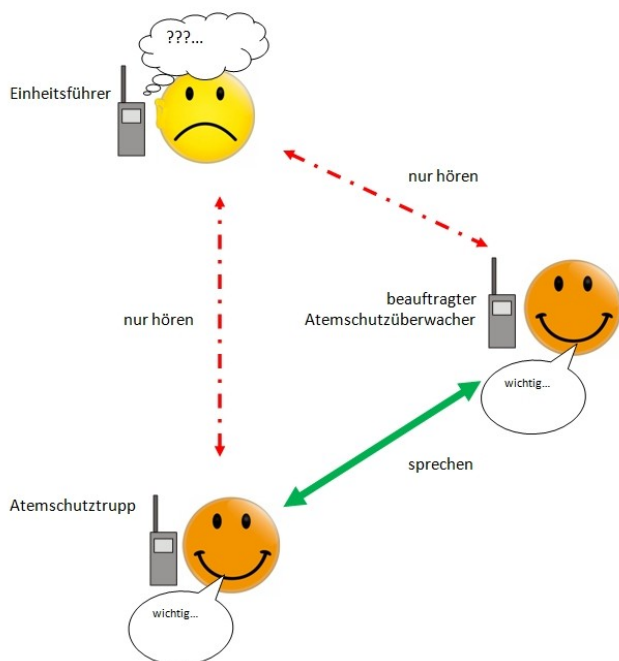 ???...
Einheitsführer
nur hören
beauftragter
Atemschutzüberwacher
nur hören
wichtig...
sprechen
Atemschutztrupp
wichtig...